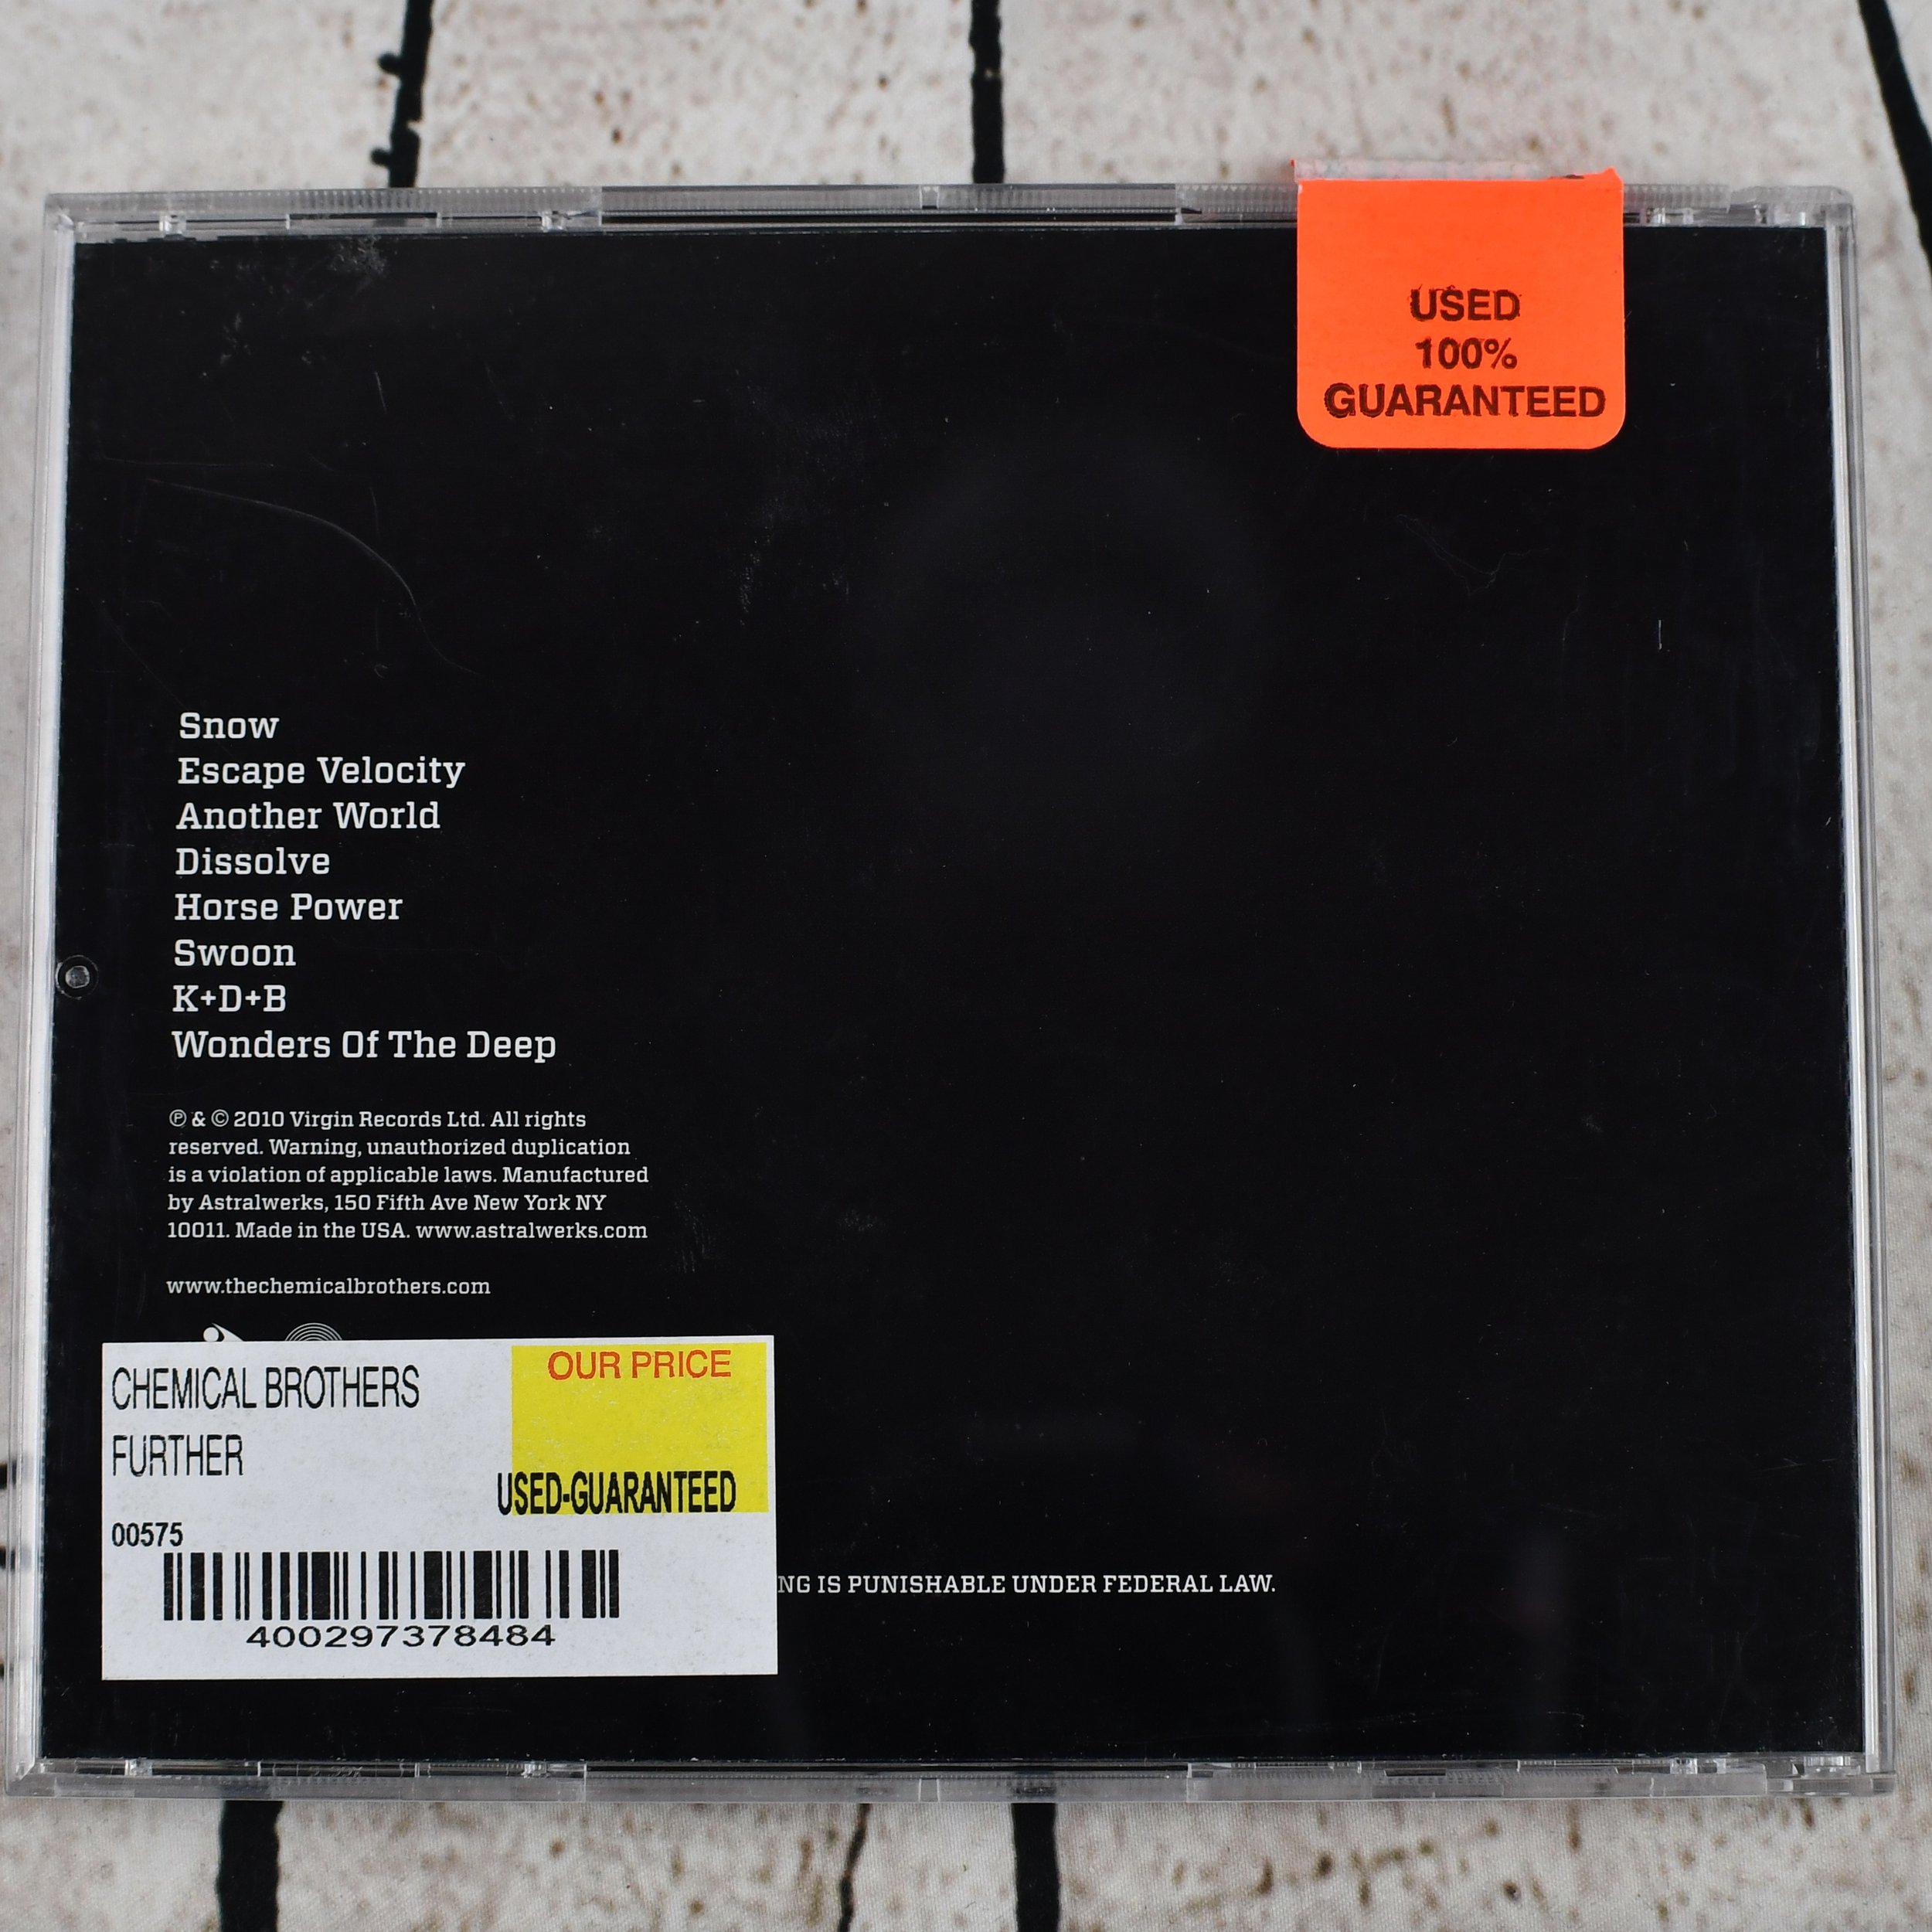 USED
100%
GUARANTEED
Snow
Escape Velocity
Another World
Dissolve
Horse Power
Swoon
K+D+B
Wonders Of The Deep
℗ & © 2010 Virgin Records Ltd. All rights
reserved. Warning, unauthorized duplication
is a violation of applicable laws. Manufactured
by Astralwerks, 150 Fifth Ave New York NY
10011. Made in the USA. www.astralwerks.com
www.thechemicalbrothers.com
CHEMICAL BROTHERS
OUR PRICE
FURTHER
USED-GUARANTEED
00575
400297378484
NG IS PUNISHABLE UNDER FEDERAL LAW.